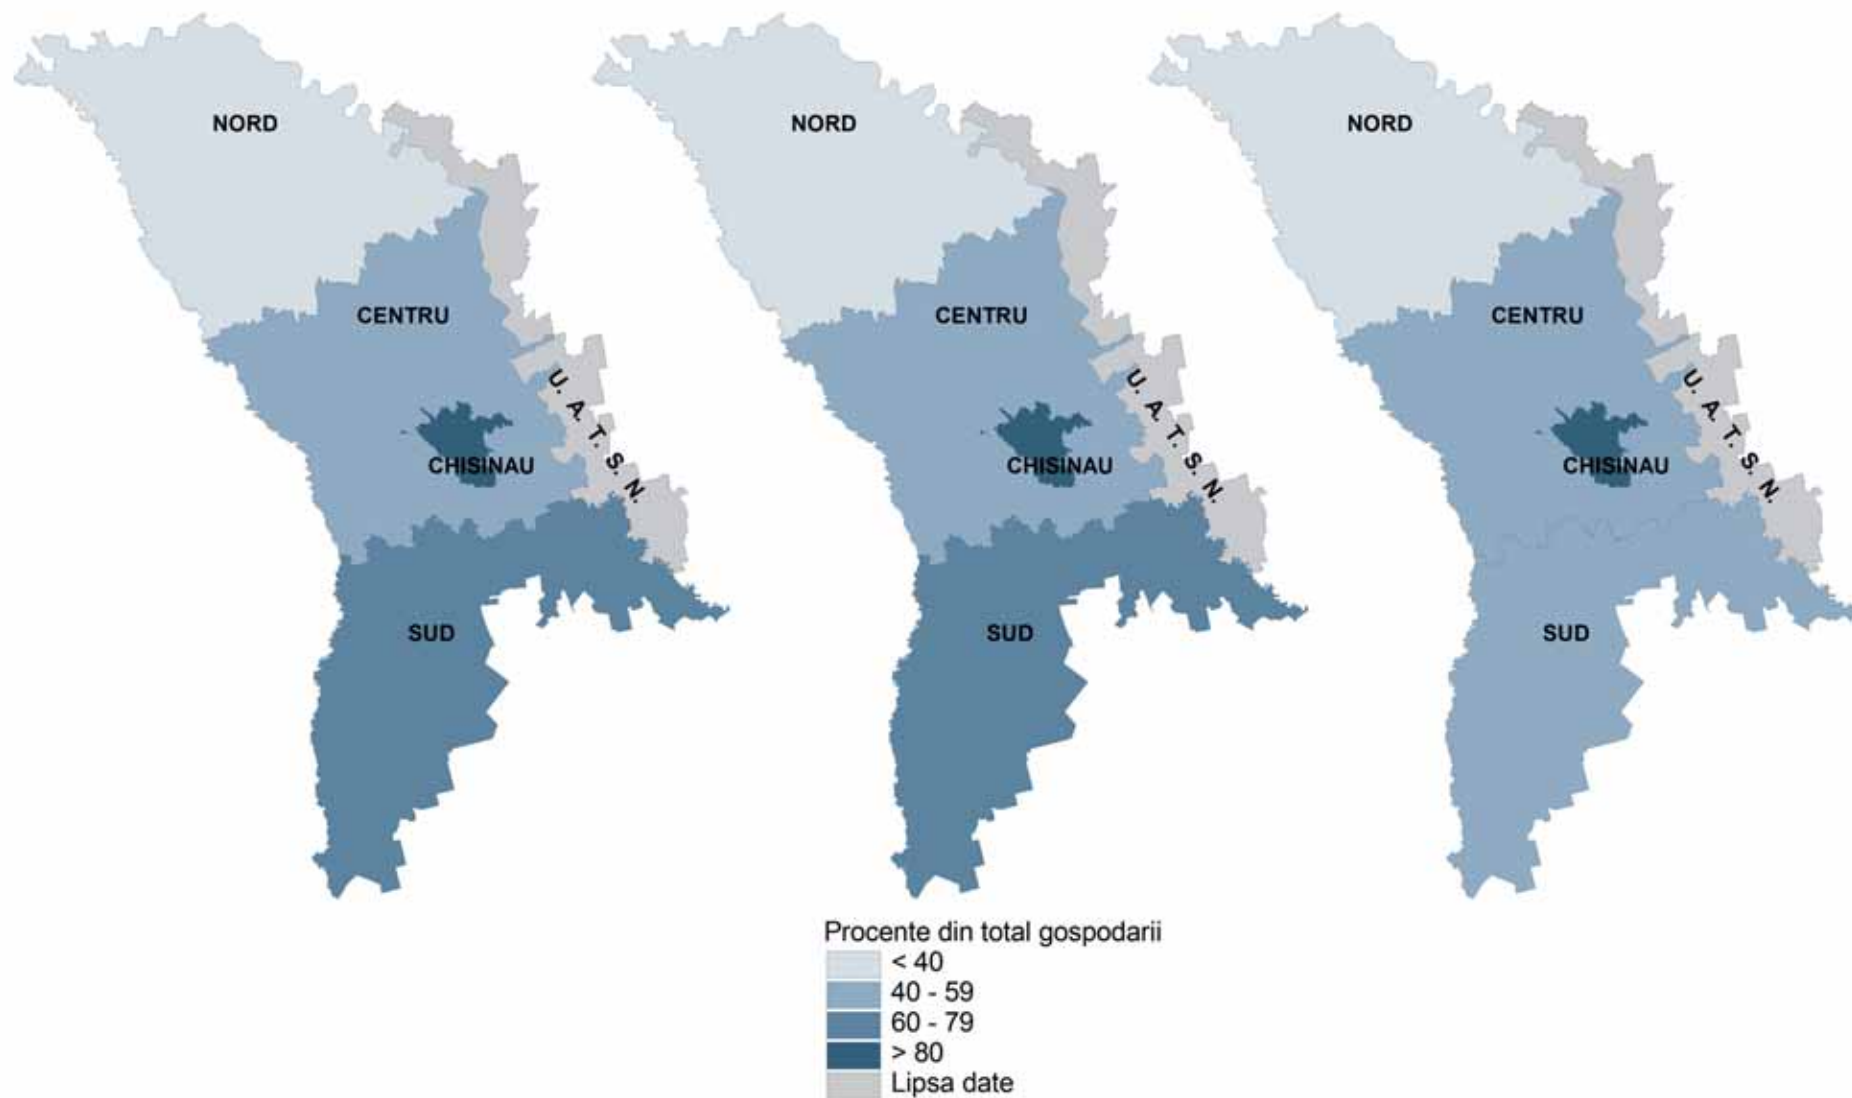 NORD
NORD
NORD
CENTRU
CENTRU
CENTRU
U. A. T. S. N.
U. A. T. S. N.
U. A. T. S. N.
CHISINAU
CHISINAU
CHISINAU
SUD
SUD
SUD
Procente din total gospodarii
< 40
40 - 59
60 - 79
> 80
Lipsa date